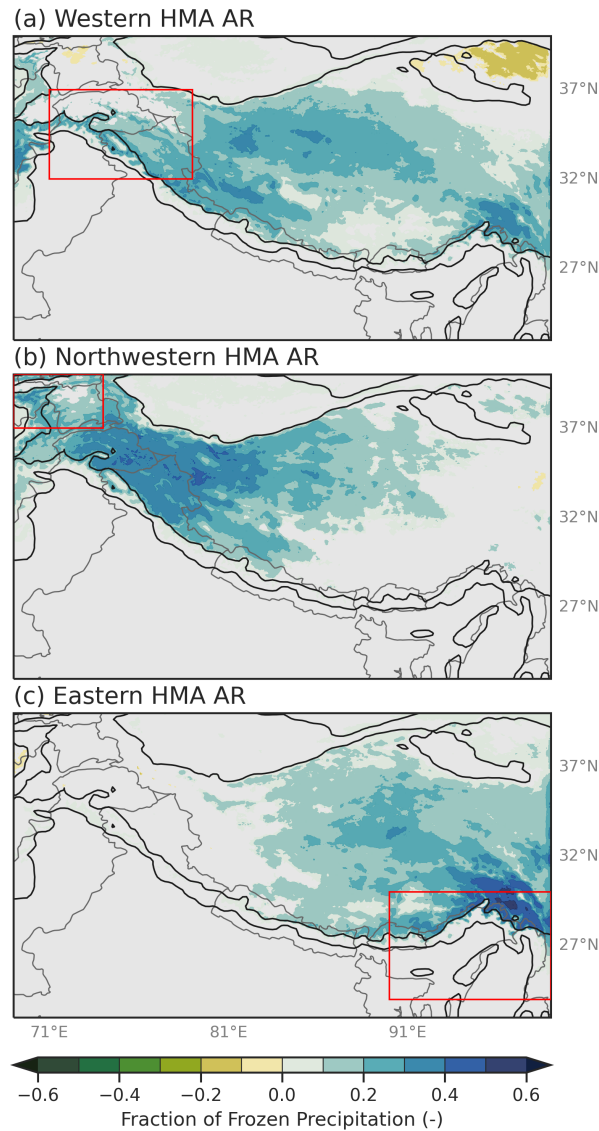 (a) Western HMA AR
37°N
32°N
27°N
(b) Northwestern HMA AR
37°N
32°N
27°N
(c) Eastern HMA AR
37°N
32°N
27°N
71°E 81°E 91°E
−0.6 −0.4 −0.2 0.0 0.2 0.4 0.6
Fraction of Frozen Precipitation (-)